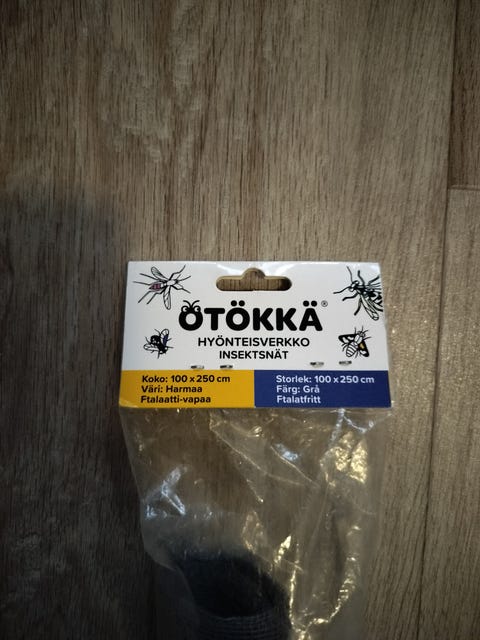 ÖTÖKKÄ®
HYÖNTEISVERKKO
INSEKTSNÄT
Koko: 100 x 250 cm
Väri: Harmaa
Ftalaatti-vapaa
Storlek: 100 x 250 cm
Färg: Grå
Ftalatfritt